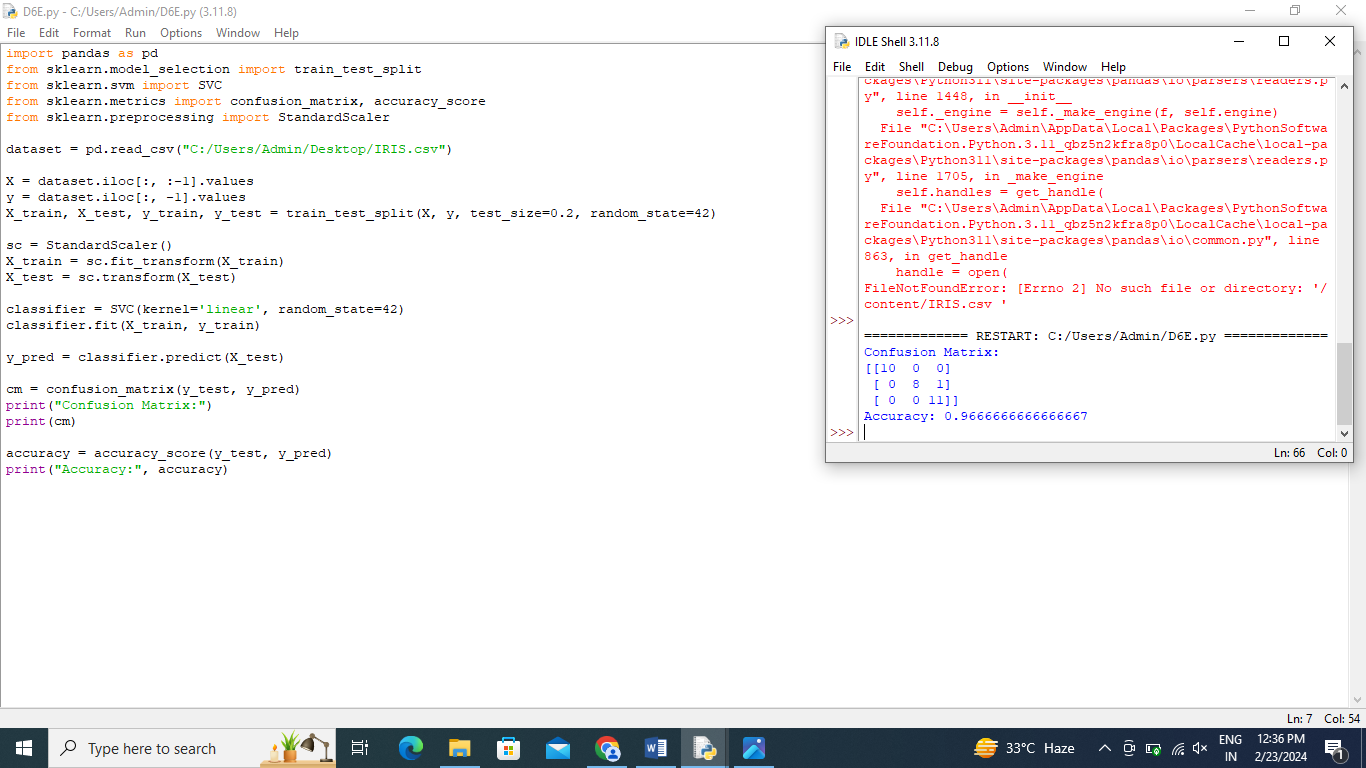 D6E.py - C:/Users/Admin/D6E.py (3.11.8)
File Edit Format Run Options Window Help
import pandas as pd
from sklearn.model_selection import train_test_split
from sklearn.svm import SVC
from sklearn.metrics import confusion_matrix, accuracy_score
from sklearn.preprocessing import StandardScaler
dataset = pd.read_csv("C:/Users/Admin/Desktop/IRIS.csv")
X = dataset.iloc[:, :-1].values
y = dataset.iloc[:, -1].values
X_train, X_test, y_train, y_test = train_test_split(X, y, test_size=0.2, random_state=42)
sc = StandardScaler()
X_train = sc.fit_transform(X_train)
X_test = sc.transform(X_test)
classifier = SVC(kernel='linear', random_state=42)
classifier.fit(X_train, y_train)
y_pred = classifier.predict(X_test)
cm = confusion_matrix(y_test, y_pred)
print("Confusion Matrix:")
print(cm)
accuracy = accuracy_score(y_test, y_pred)
print("Accuracy:", accuracy)
IDLE Shell 3.11.8
File Edit Shell Debug Options Window Help
ckages\Python311\site-packages\pandas\io\parsers\readers.p
y", line 1448, in __init__
self._engine = self._make_engine(f, self.engine)
File "C:\Users\Admin\AppData\Local\Packages\PythonSoftwa
reFoundation.Python.3.11_qbz5n2kfra8p0\LocalCache\local-pa
ckages\Python311\site-packages\pandas\io\parsers\readers.p
y", line 1705, in _make_engine
self.handles = get_handle(
File "C:\Users\Admin\AppData\Local\Packages\PythonSoftwa
reFoundation.Python.3.11_qbz5n2kfra8p0\LocalCache\local-pa
ckages\Python311\site-packages\pandas\io\common.py", line
863, in get_handle
handle = open(
FileNotFoundError: [Errno 2] No such file or directory: '/
content/IRIS.csv '
>>>
============= RESTART: C:/Users/Admin/D6E.py =============
Confusion Matrix:
[[10  0  0]
 [ 0  8  1]
 [ 0  0 11]]
Accuracy: 0.9666666666666667
>>>
Ln: 66 Col: 0
Ln: 7 Col: 54
Type here to search
33°C Haze
ENG
IN
12:36 PM
2/23/2024
1